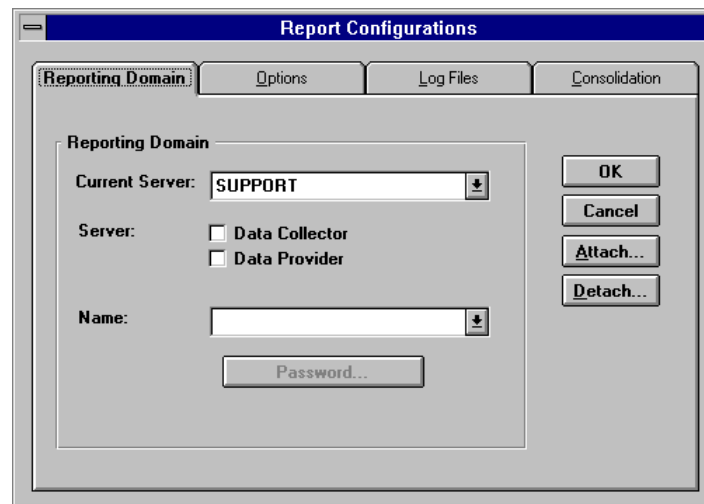 Report Configurations
Reporting Domain Options Log Files Consolidation
Reporting Domain
Current Server: SUPPORT
Server: Data Collector
Data Provider
Name:
Password...
OK
Cancel
Attach...
Detach...